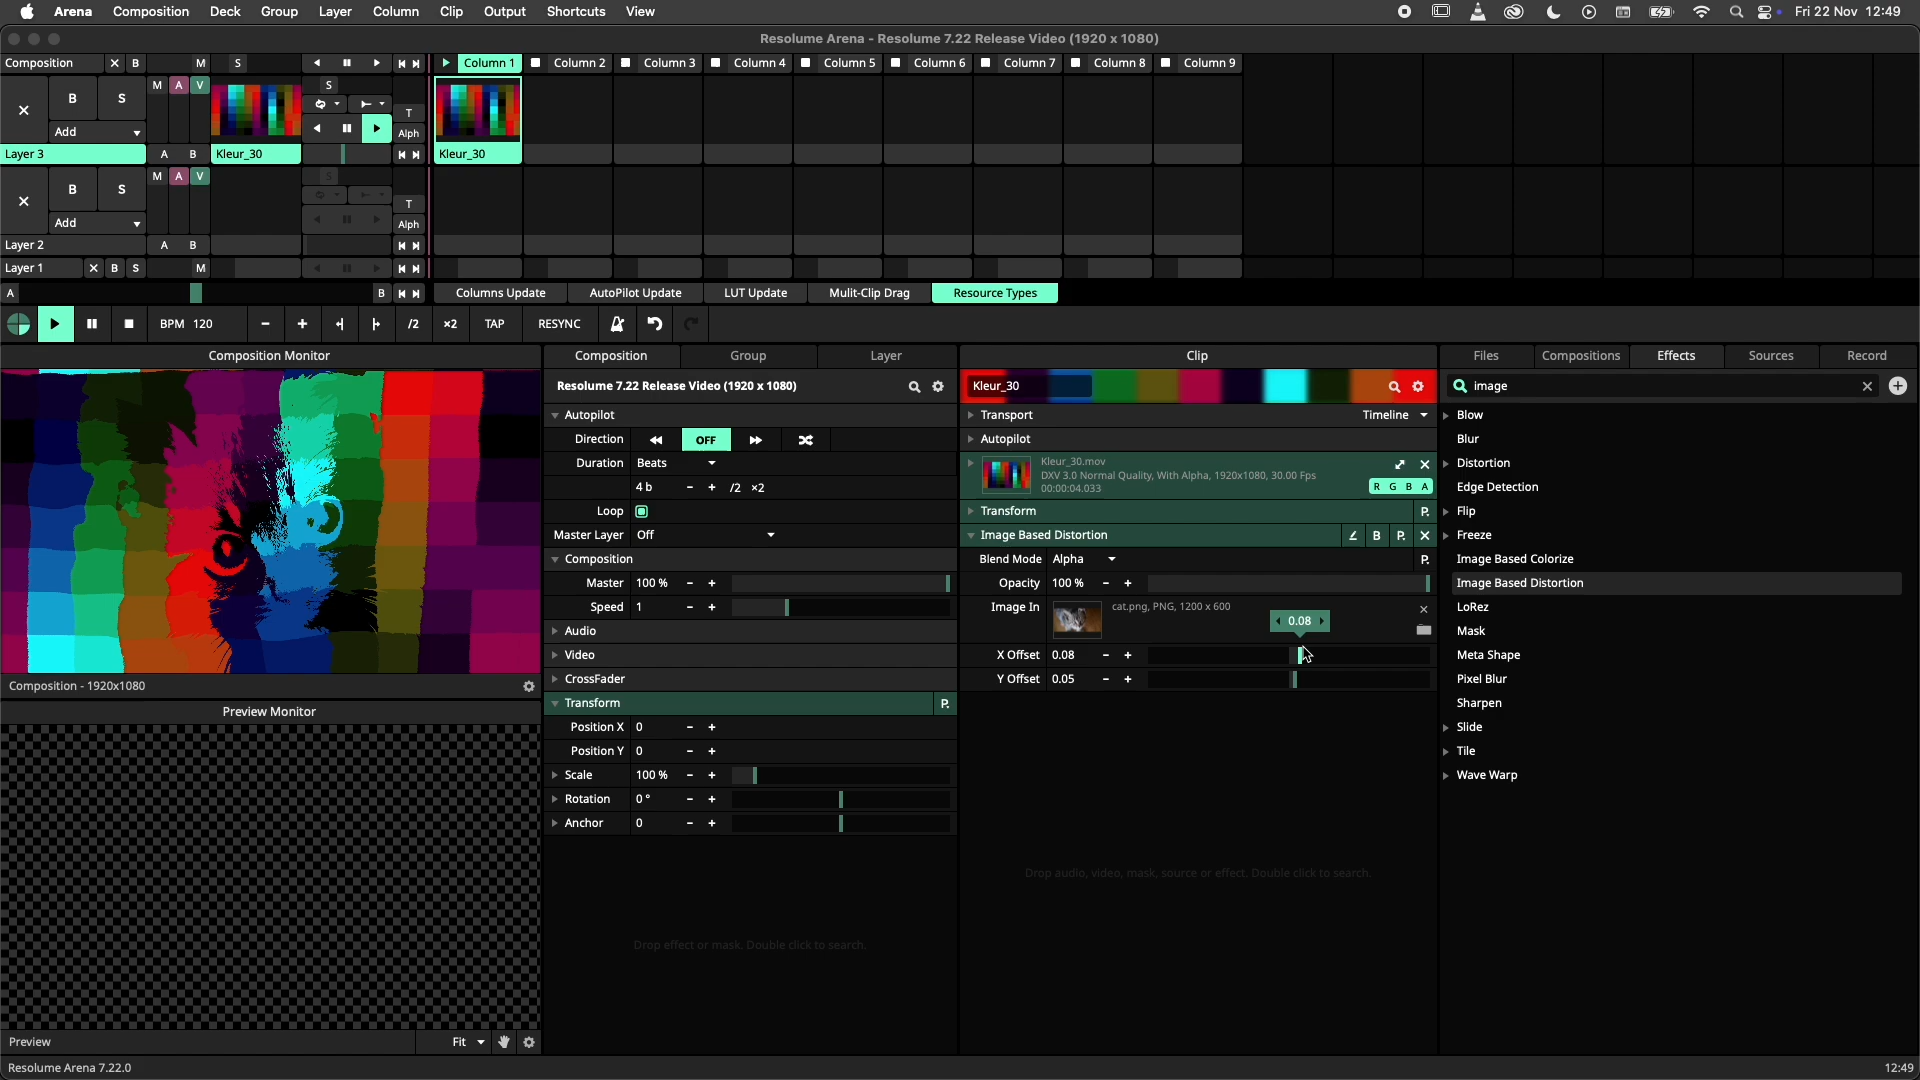 Arena Composition Deck Group Layer Column Clip Output Shortcuts View Fri 22 Nov 12:49
Resolume Arena - Resolume 7.22 Release Video (1920 x 1080)
Composition B M S Column 1 Column 2 Column 3 Column 4 Column 5 Column 6 Column 7 Column 8 Column 9
M A V S
B S
T
Add Alph
Layer 3 A B Kleur_30 Kleur_30
M A V S
B S
T
Add Alph
Layer 2 A B
Layer 1 B S M
A B Columns Update AutoPilot Update LUT Update Mulit-Clip Drag Resource Types
BPM 120 - + /2 ×2 TAP RESYNC
Composition Monitor Composition Group Layer Clip Files Compositions Effects Sources Record
Resolume 7.22 Release Video (1920 x 1080) Kleur_30 image
Autopilot Transport Timeline Blow
Direction OFF Autopilot Blur
Duration Beats Kleur_30.mov Distortion
DXV 3.0 Normal Quality, With Alpha, 1920x1080, 30.00 Fps
4 b - + /2 ×2 00:00:04.033 R G B A Edge Detection
Loop Transform P. Flip
Master Layer Off Image Based Distortion B P. Freeze
Composition Blend Mode Alpha P. Image Based Colorize
Master 100 % - + Opacity 100 % - + Image Based Distortion
Speed 1 - + Image In cat.png, PNG, 1200 x 600 LoRez
0.08
Audio Mask
Video X Offset 0.08 - + Meta Shape
CrossFader Y Offset 0.05 - + Pixel Blur
Composition - 1920x1080
Transform P. Sharpen
Preview Monitor
Position X 0 - + Slide
Position Y 0 - + Tile
Scale 100 % - + Wave Warp
Rotation 0 ° - +
Anchor 0 - +
Drop audio, video, mask, source or effect. Double click to search.
Drop effect or mask. Double click to search.
Preview Fit
Resolume Arena 7.22.0 12:49